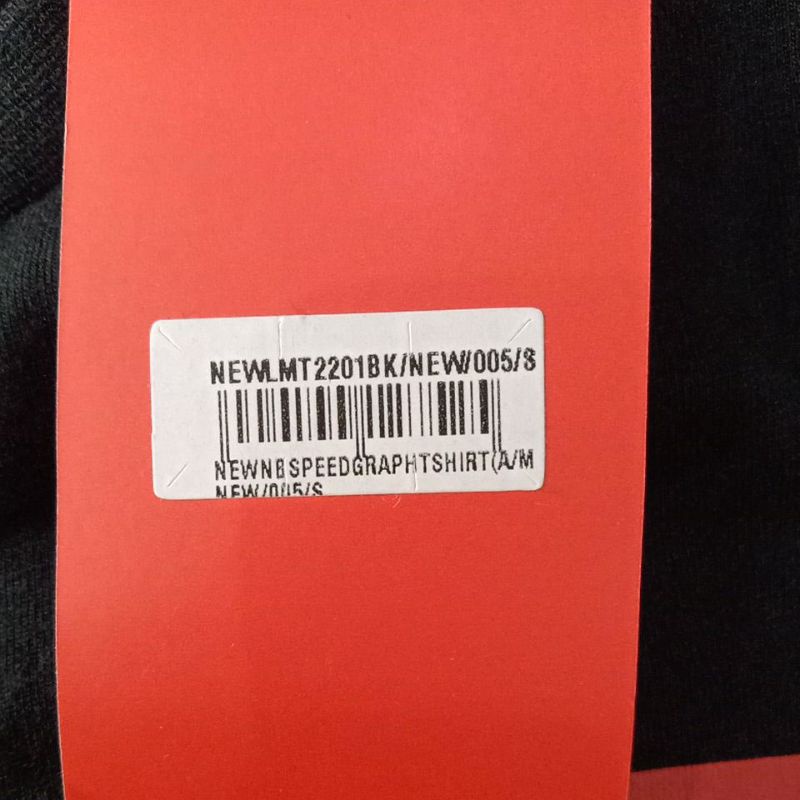 NEWLMT2201BK/NEW/005/S
NEWNBSPEEDGRAPHTSHIRT(A/M
NEW/005/S